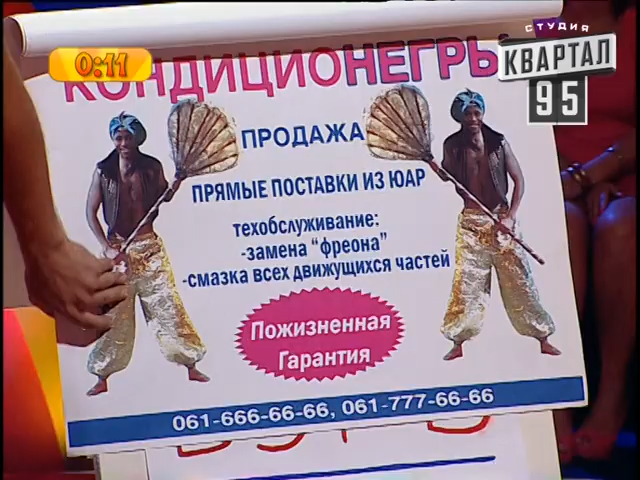 0:11
СТУДИЯ
КВАРТАЛ
95
КОНДИЦИОНЕГРЫ
ПРОДАЖА
ПРЯМЫЕ ПОСТАВКИ ИЗ ЮАР
техобслуживание:
-замена "фреона"
-смазка всех движущихся частей
Пожизненная
Гарантия
061-666-66-66, 061-777-66-66